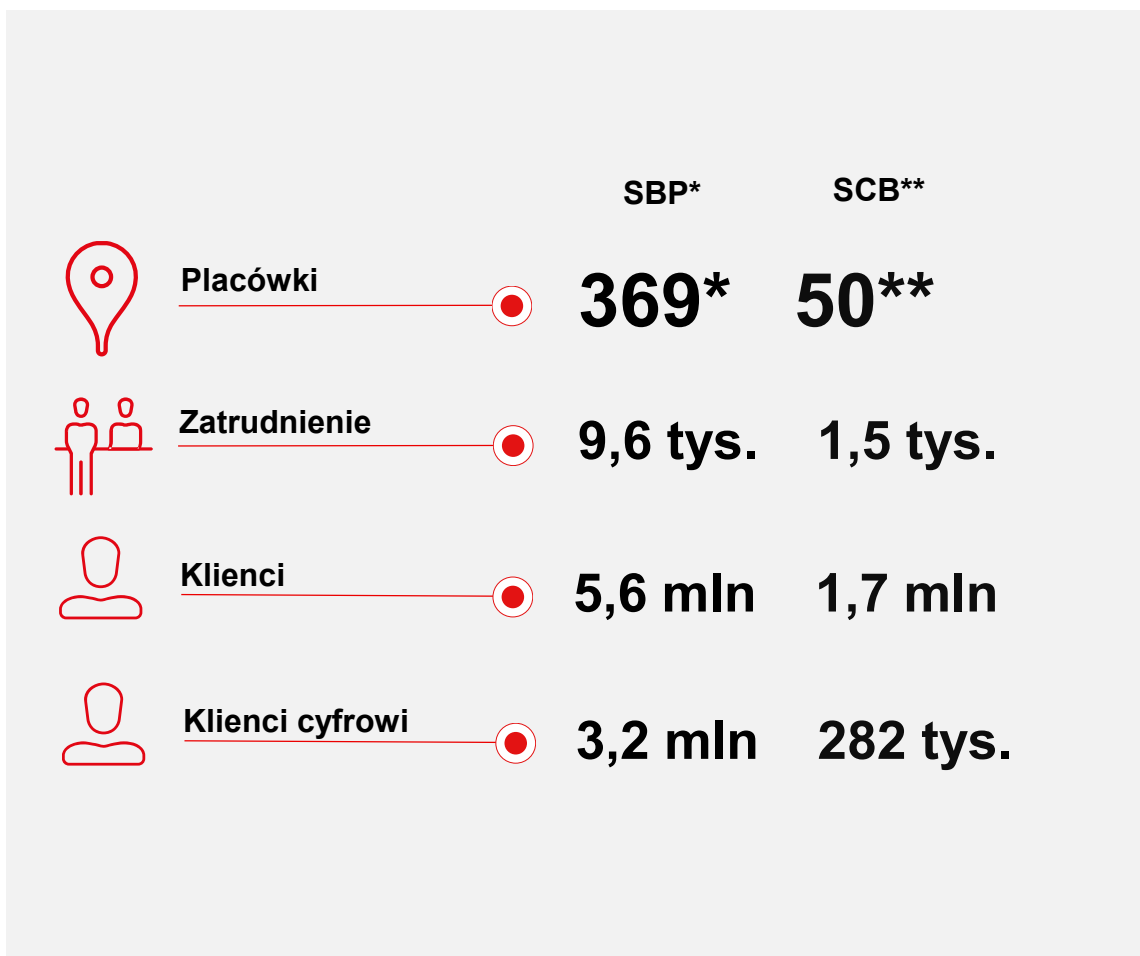 SBP* SCB**
Placówki 369* 50**
Zatrudnienie 9,6 tys. 1,5 tys.
Klienci 5,6 mln 1,7 mln
Klienci cyfrowi 3,2 mln 282 tys.